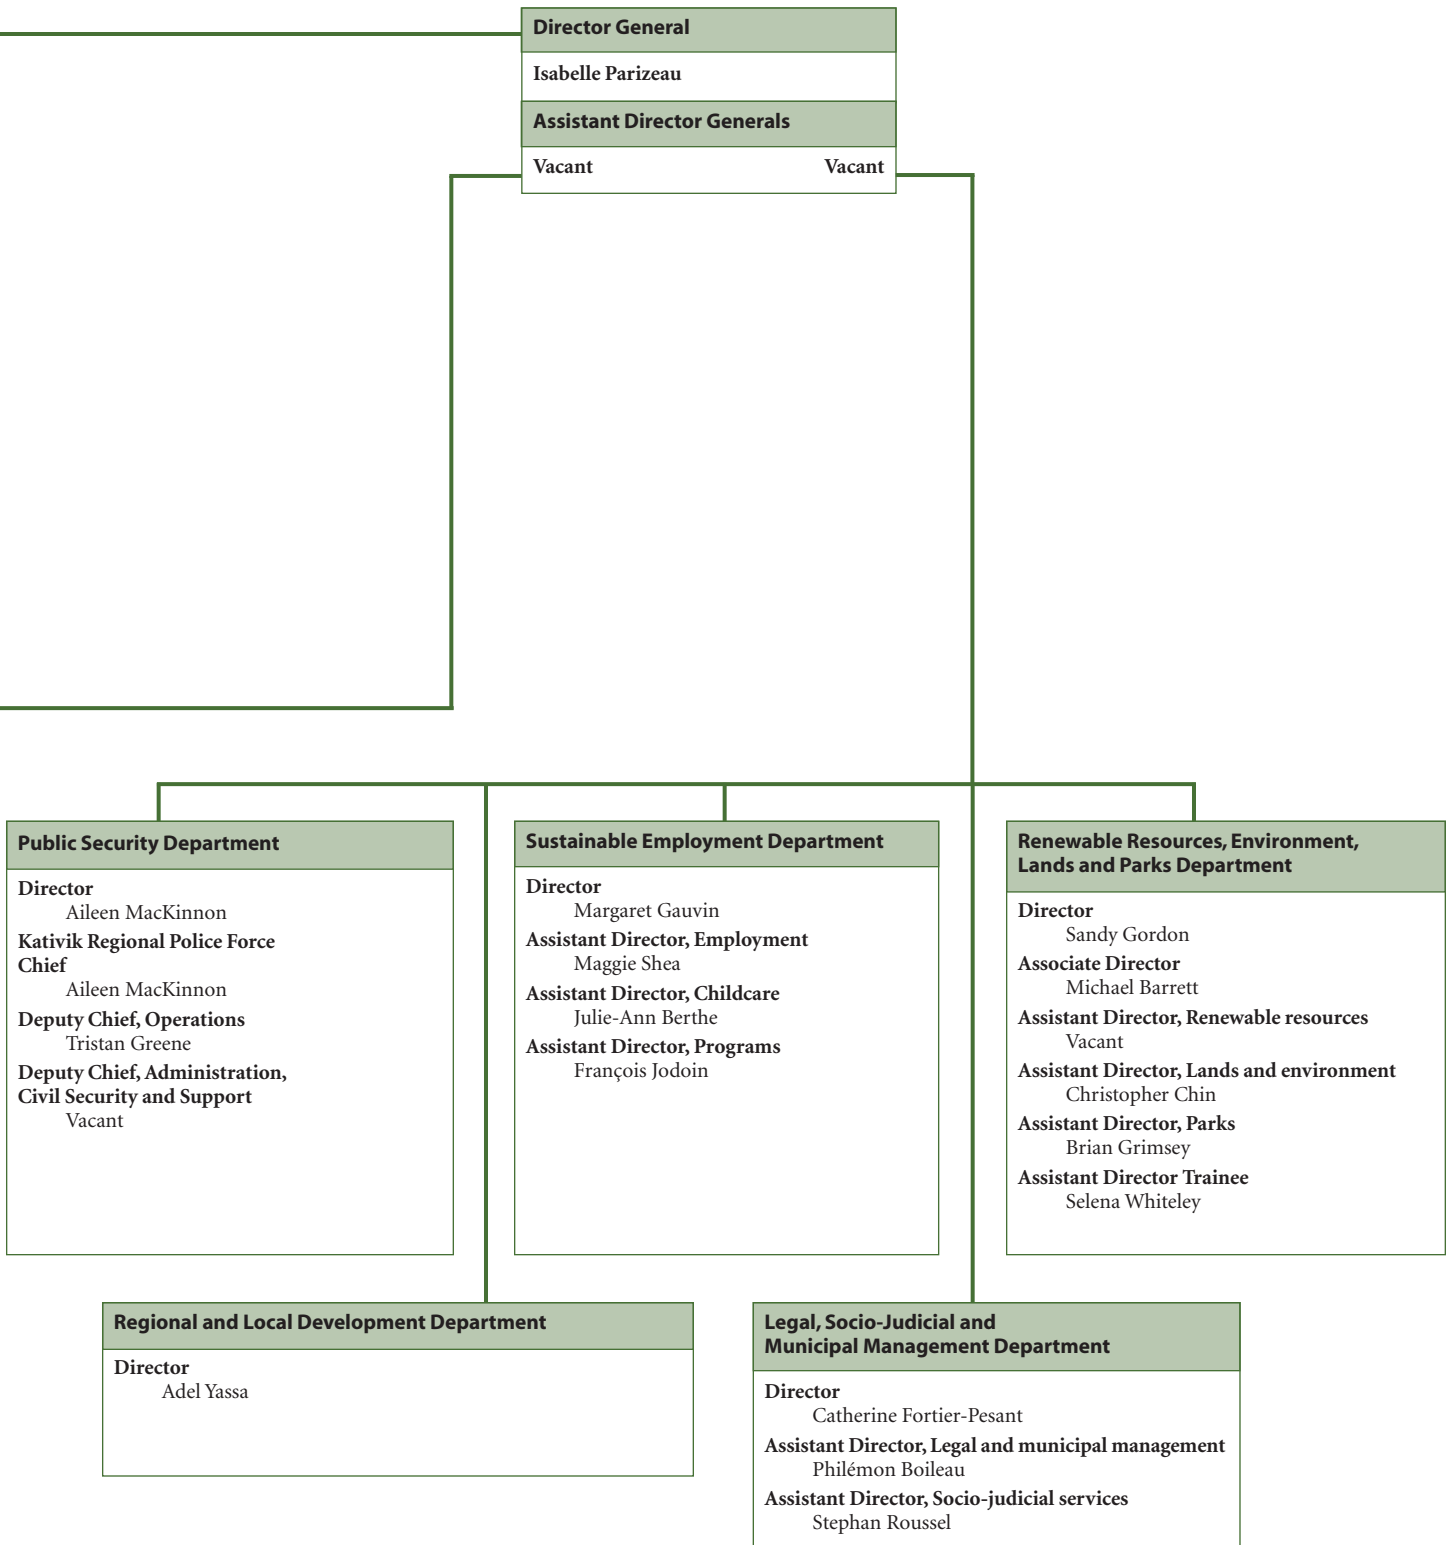 Director General
Isabelle Parizeau
Assistant Director Generals
Vacant Vacant
Public Security Department
Director
Aileen MacKinnon
Kativik Regional Police Force
Chief
Aileen MacKinnon
Deputy Chief, Operations
Tristan Greene
Deputy Chief, Administration,
Civil Security and Support
Vacant
Sustainable Employment Department
Director
Margaret Gauvin
Assistant Director, Employment
Maggie Shea
Assistant Director, Childcare
Julie-Ann Berthe
Assistant Director, Programs
François Jodoin
Renewable Resources, Environment,
Lands and Parks Department
Director
Sandy Gordon
Associate Director
Michael Barrett
Assistant Director, Renewable resources
Vacant
Assistant Director, Lands and environment
Christopher Chin
Assistant Director, Parks
Brian Grimsey
Assistant Director Trainee
Selena Whiteley
Regional and Local Development Department
Director
Adel Yassa
Legal, Socio-Judicial and
Municipal Management Department
Director
Catherine Fortier-Pesant
Assistant Director, Legal and municipal management
Philémon Boileau
Assistant Director, Socio-judicial services
Stephan Roussel